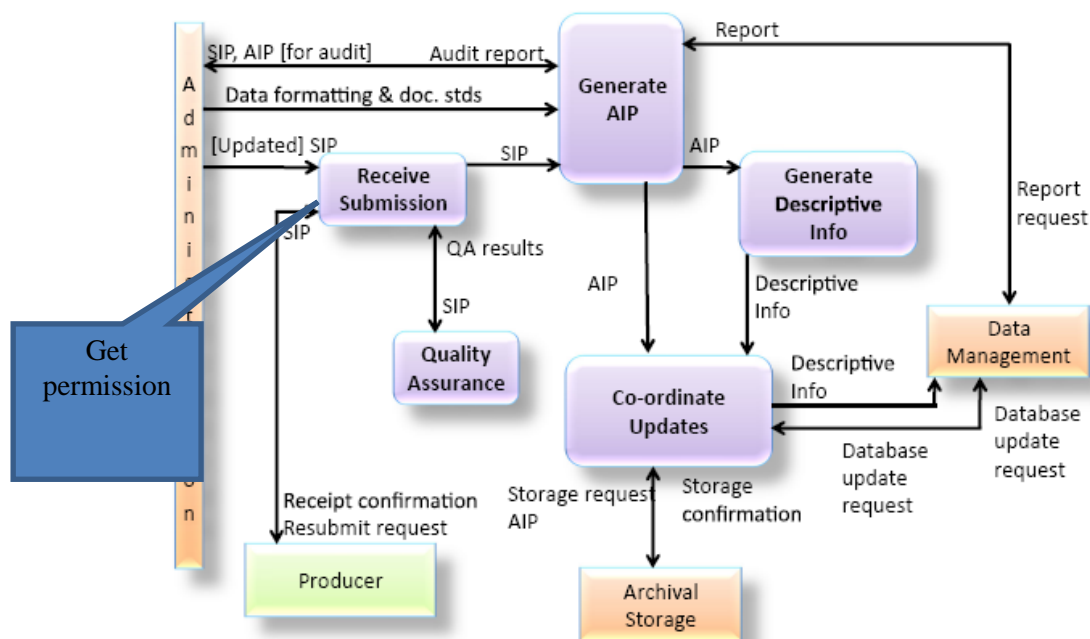 Report
SIP, AIP [for audit]
Audit report
Generate
AIP
Data formatting & doc. stds
[Updated] SIP
SIP
AIP
Receive
Submission
Generate
Descriptive
Info
Report
request
SIP
QA results
AIP
Descriptive
Info
SIP
Get
permission
Quality
Assurance
Data
Management
Descriptive
Info
Co-ordinate
Updates
Database
update
request
Database
update
request
Receipt confirmation
Resubmit request
Storage request
AIP
Storage
confirmation
Producer
Archival
Storage
A
d
m
i
n
i